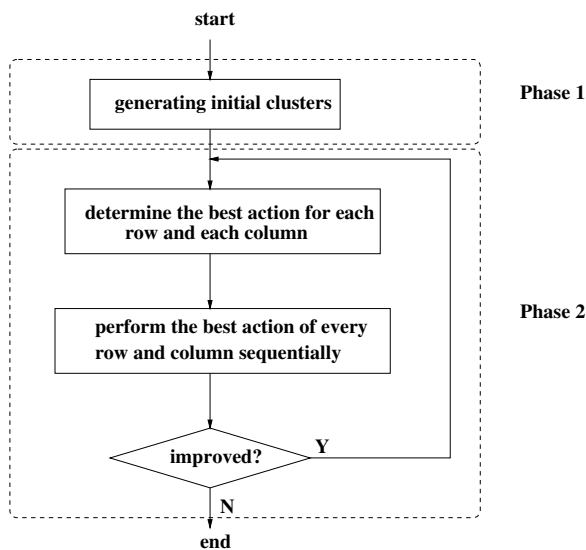 start
Phase 1
generating initial clusters
determine the best action for each
row and each column
Phase 2
perform the best action of every
row and column sequentially
improved?
Y
N
end